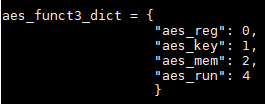 aes_funct3_dict = {
"aes_reg": 0,
"aes_key": 1,
"aes_mem": 2,
"aes_run": 4
}